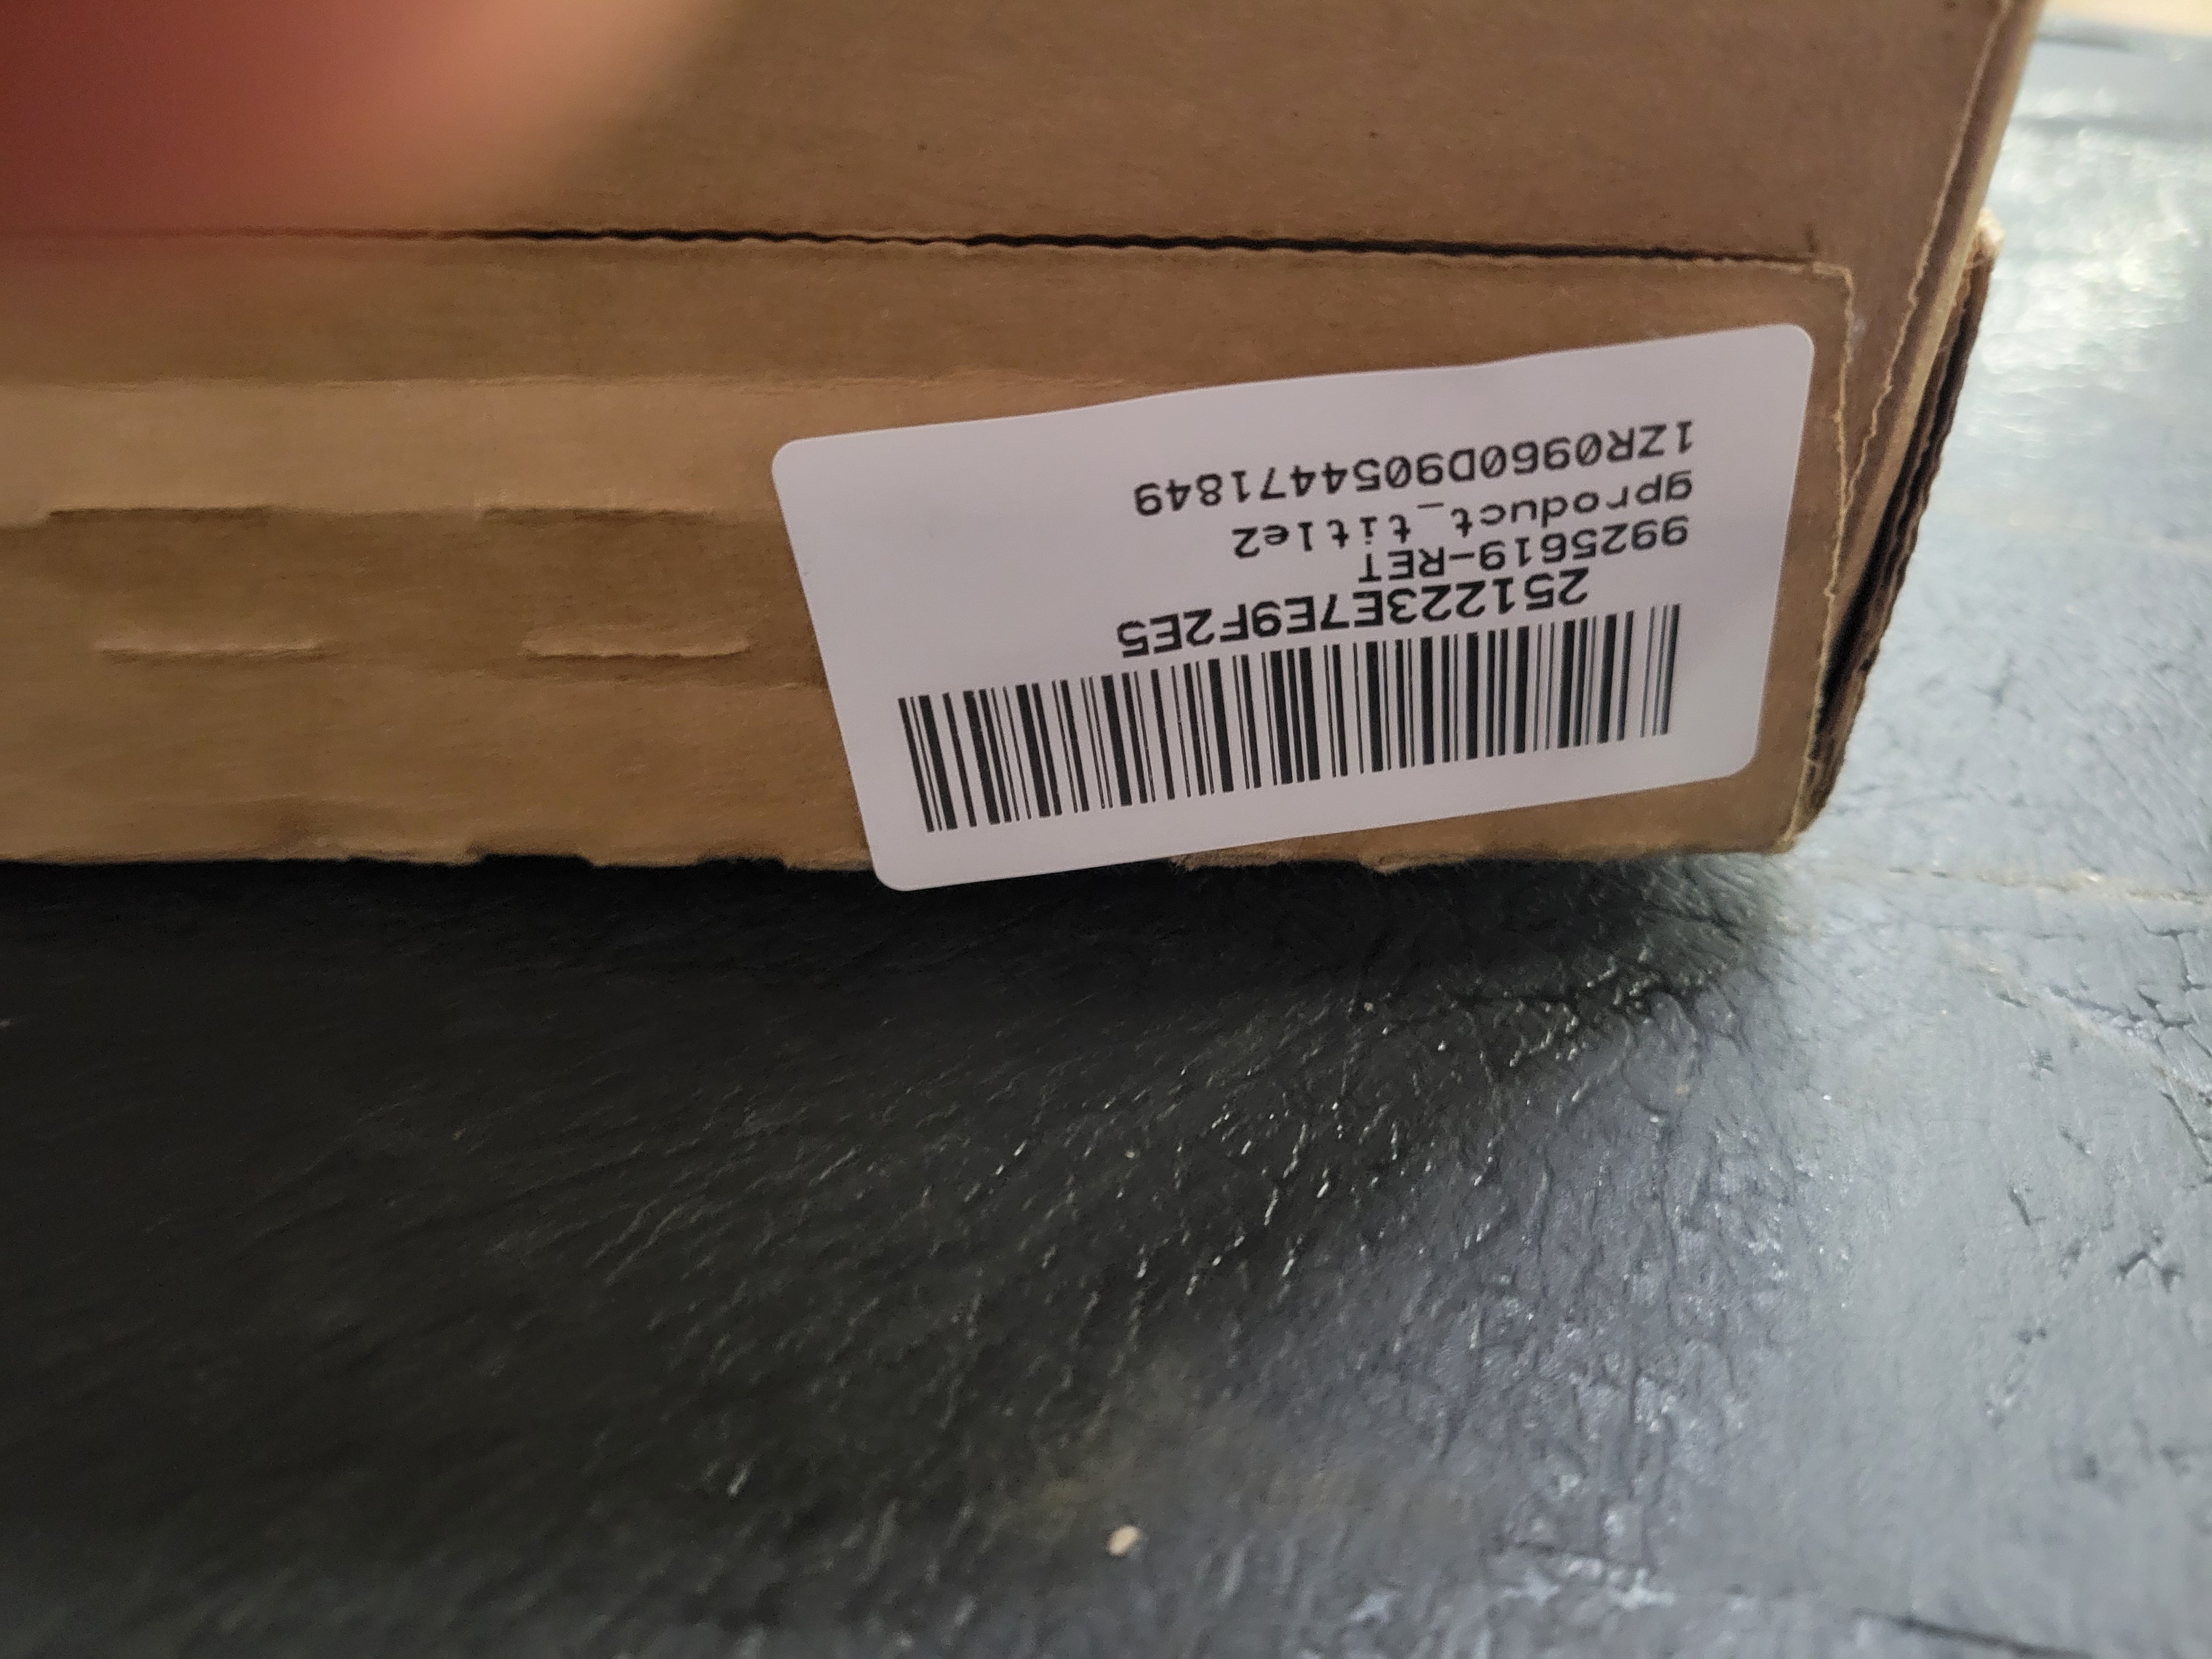 251223E7E9F2E5
9925619-RET
gproduct_title2
1ZR0960D9054471849